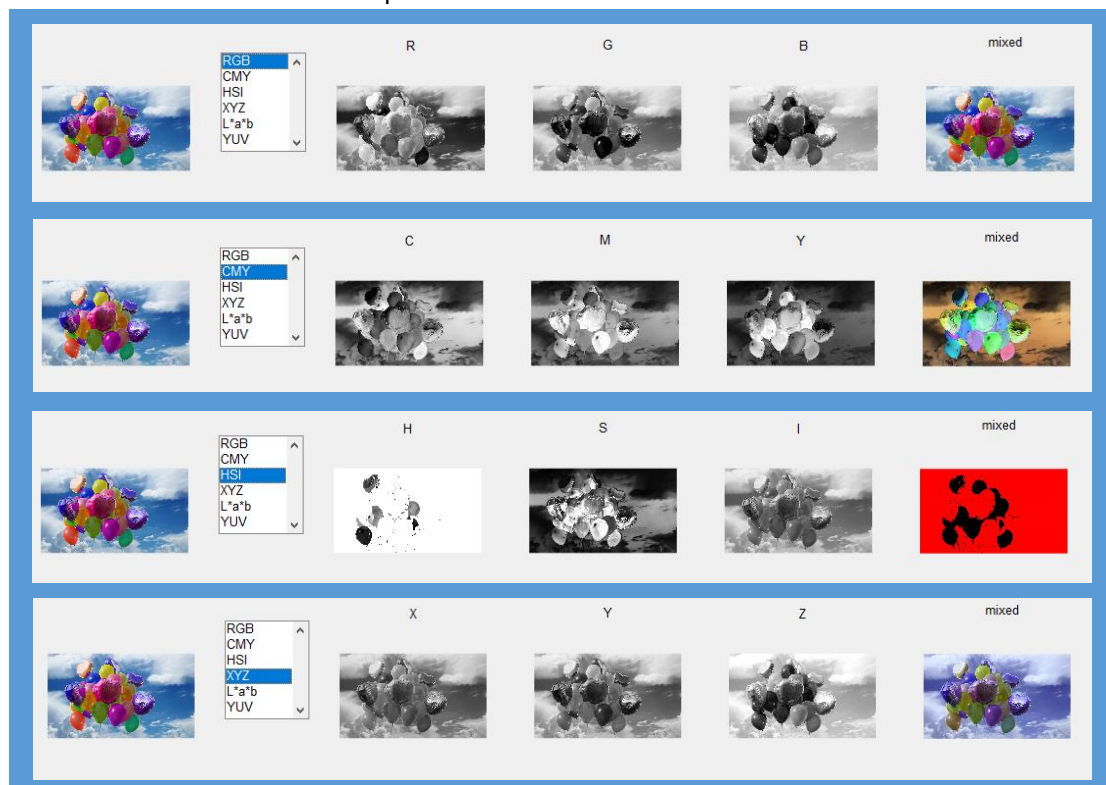 R G B mixed
RGB
CMY
HSI
XYZ
L*a*b
YUV
C M Y mixed
RGB
CMY
HSI
XYZ
L*a*b
YUV
H S I mixed
RGB
CMY
HSI
XYZ
L*a*b
YUV
X Y Z mixed
RGB
CMY
HSI
XYZ
L*a*b
YUV